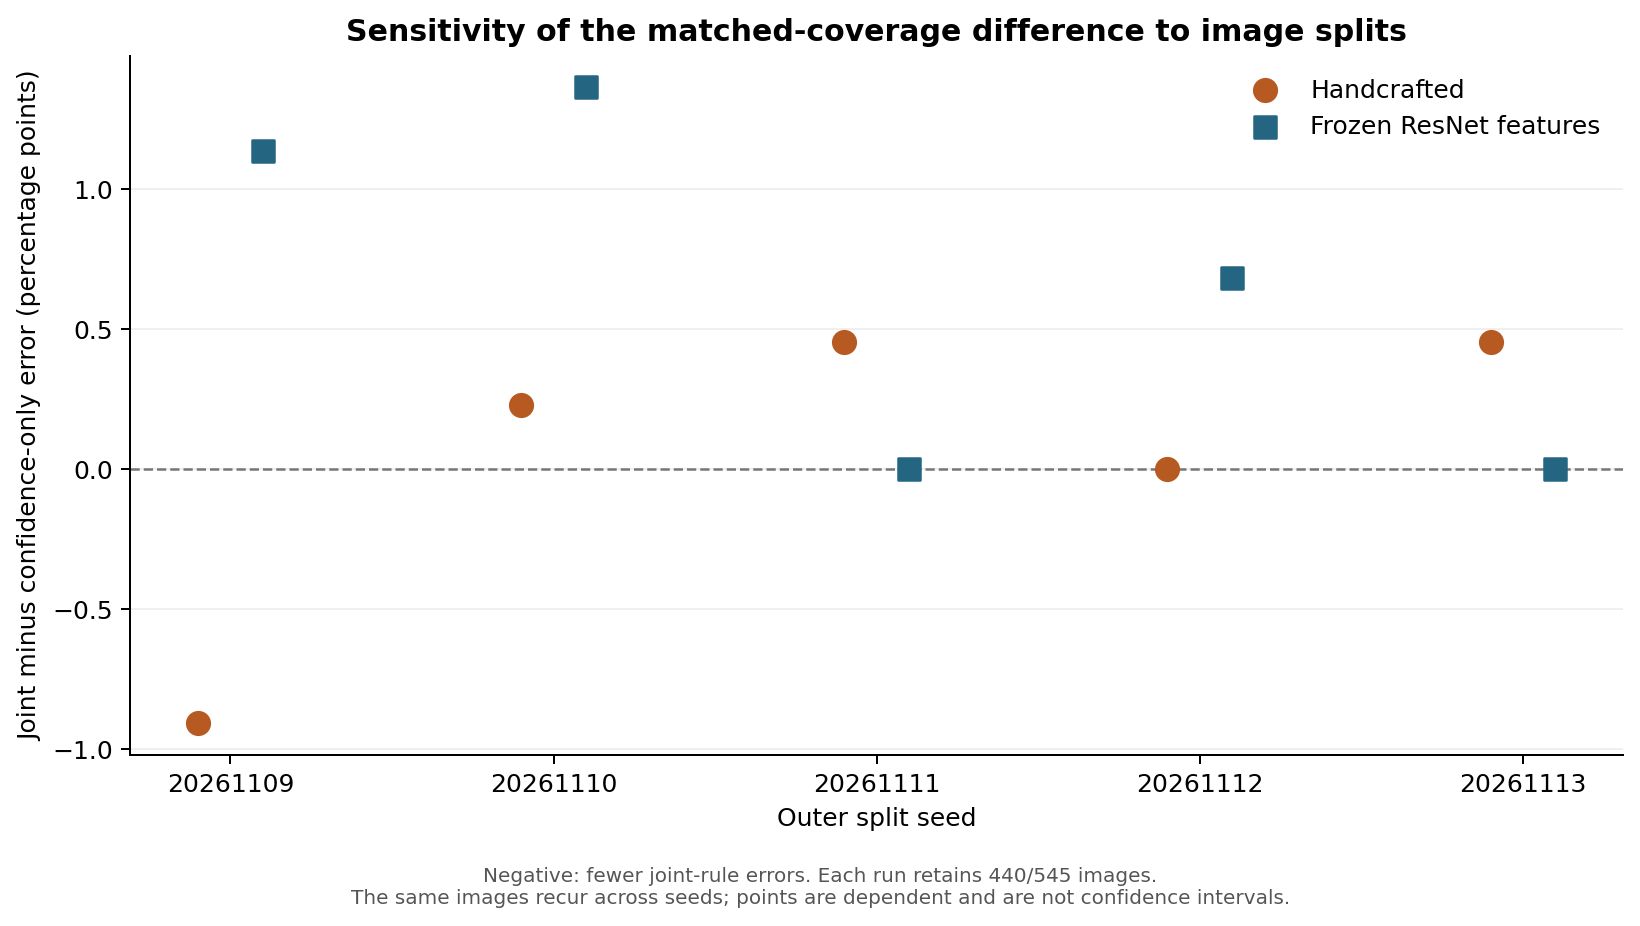 Sensitivity of the matched-coverage difference to image splits
Handcrafted
Frozen ResNet features
Joint minus confidence-only error (percentage points)
1.0
0.5
0.0
−0.5
−1.0
20261109
20261110
20261111
20261112
20261113
Outer split seed
Negative: fewer joint-rule errors. Each run retains 440/545 images.
The same images recur across seeds; points are dependent and are not confidence intervals.